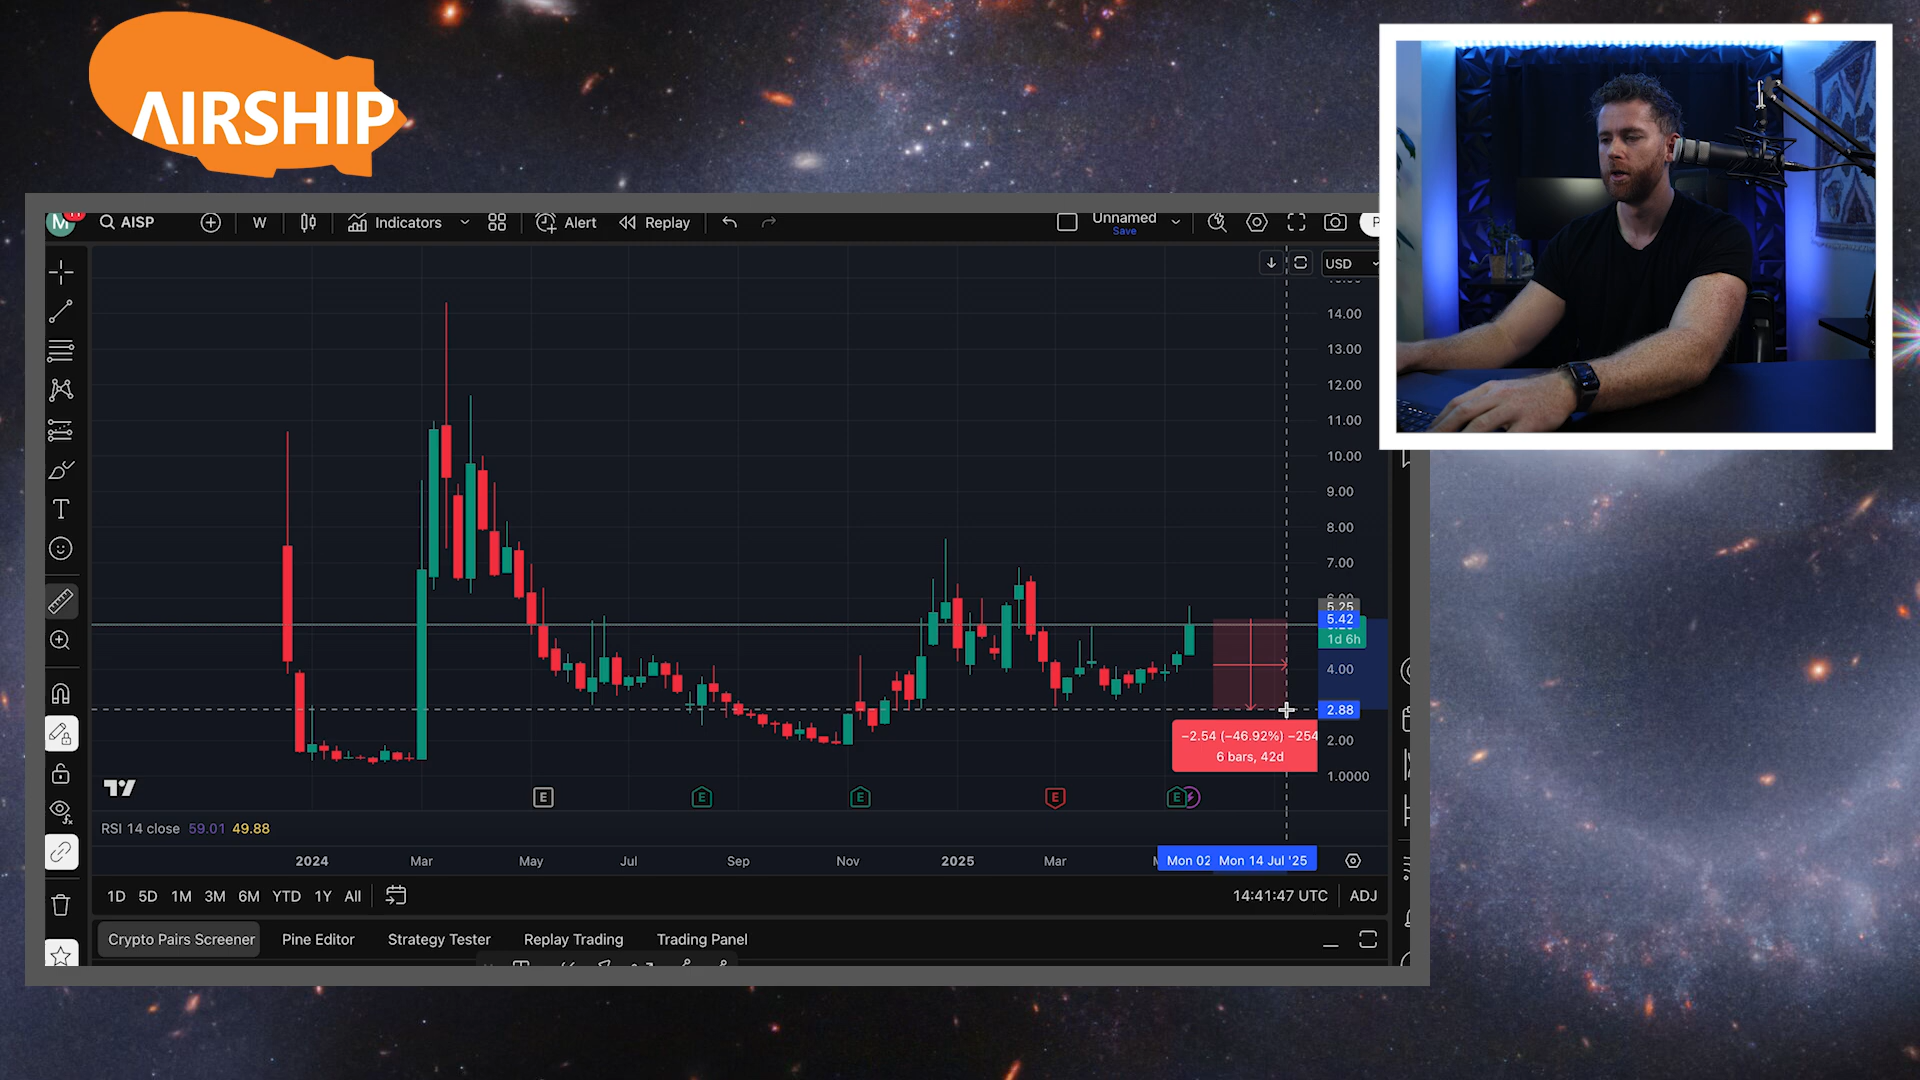 AIRSHIP
M AISP W Indicators Alert Replay Unnamed
Save
USD
14.00
13.00
12.00
11.00
10.00
9.00
8.00
7.00
5.25
5.42
1d 6h
4.00
2.88
−2.54 (−46.92%) −254
6 bars, 42d
2.00
1.0000
E E E E E
RSI 14 close 59.01 49.88
2024 Mar May Jul Sep Nov 2025 Mar Mon 02 Mon 14 Jul '25
1D 5D 1M 3M 6M YTD 1Y All 14:41:47 UTC ADJ
Crypto Pairs Screener Pine Editor Strategy Tester Replay Trading Trading Panel